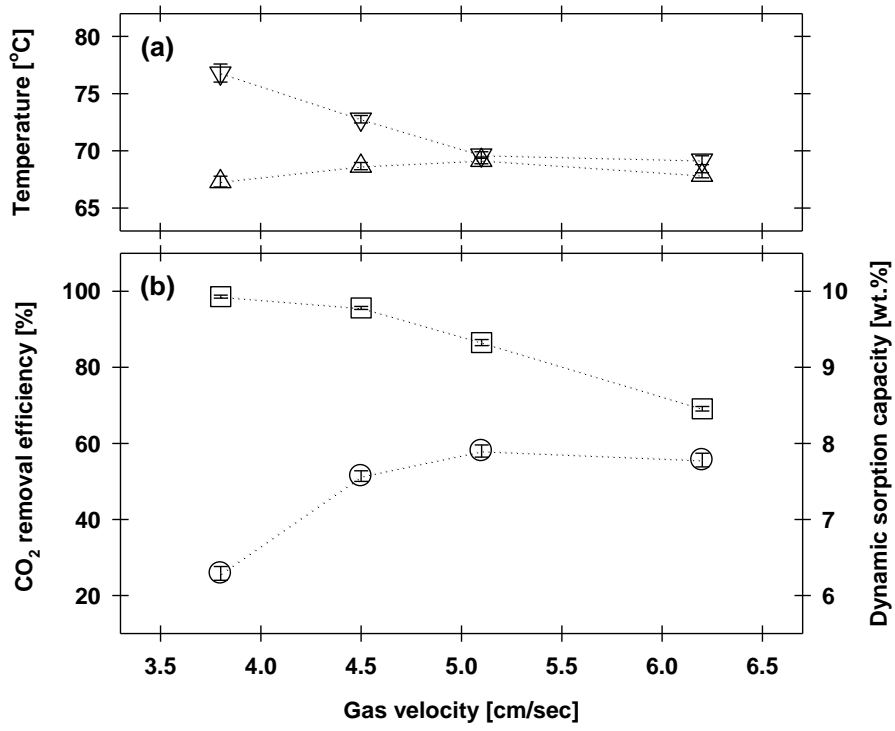 (a)
Temperature [°C]
80
75
70
65
(b)
CO₂ removal efficiency [%]
100
80
60
40
20
Dynamic sorption capacity [wt.%]
10
9
8
7
6
3.5 4.0 4.5 5.0 5.5 6.0 6.5
Gas velocity [cm/sec]